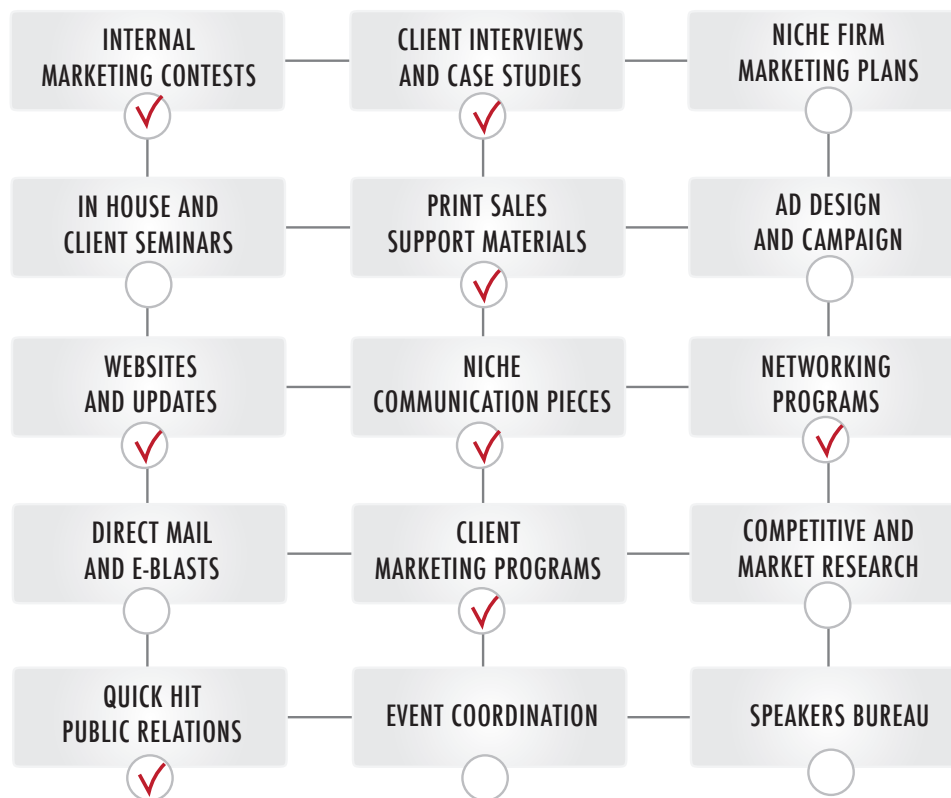 INTERNAL
MARKETING CONTESTS
CLIENT INTERVIEWS
AND CASE STUDIES
NICHE FIRM
MARKETING PLANS
IN HOUSE AND
CLIENT SEMINARS
PRINT SALES
SUPPORT MATERIALS
AD DESIGN
AND CAMPAIGN
WEBSITES
AND UPDATES
NICHE
COMMUNICATION PIECES
NETWORKING
PROGRAMS
DIRECT MAIL
AND E-BLASTS
CLIENT
MARKETING PROGRAMS
COMPETITIVE AND
MARKET RESEARCH
QUICK HIT
PUBLIC RELATIONS
EVENT COORDINATION
SPEAKERS BUREAU